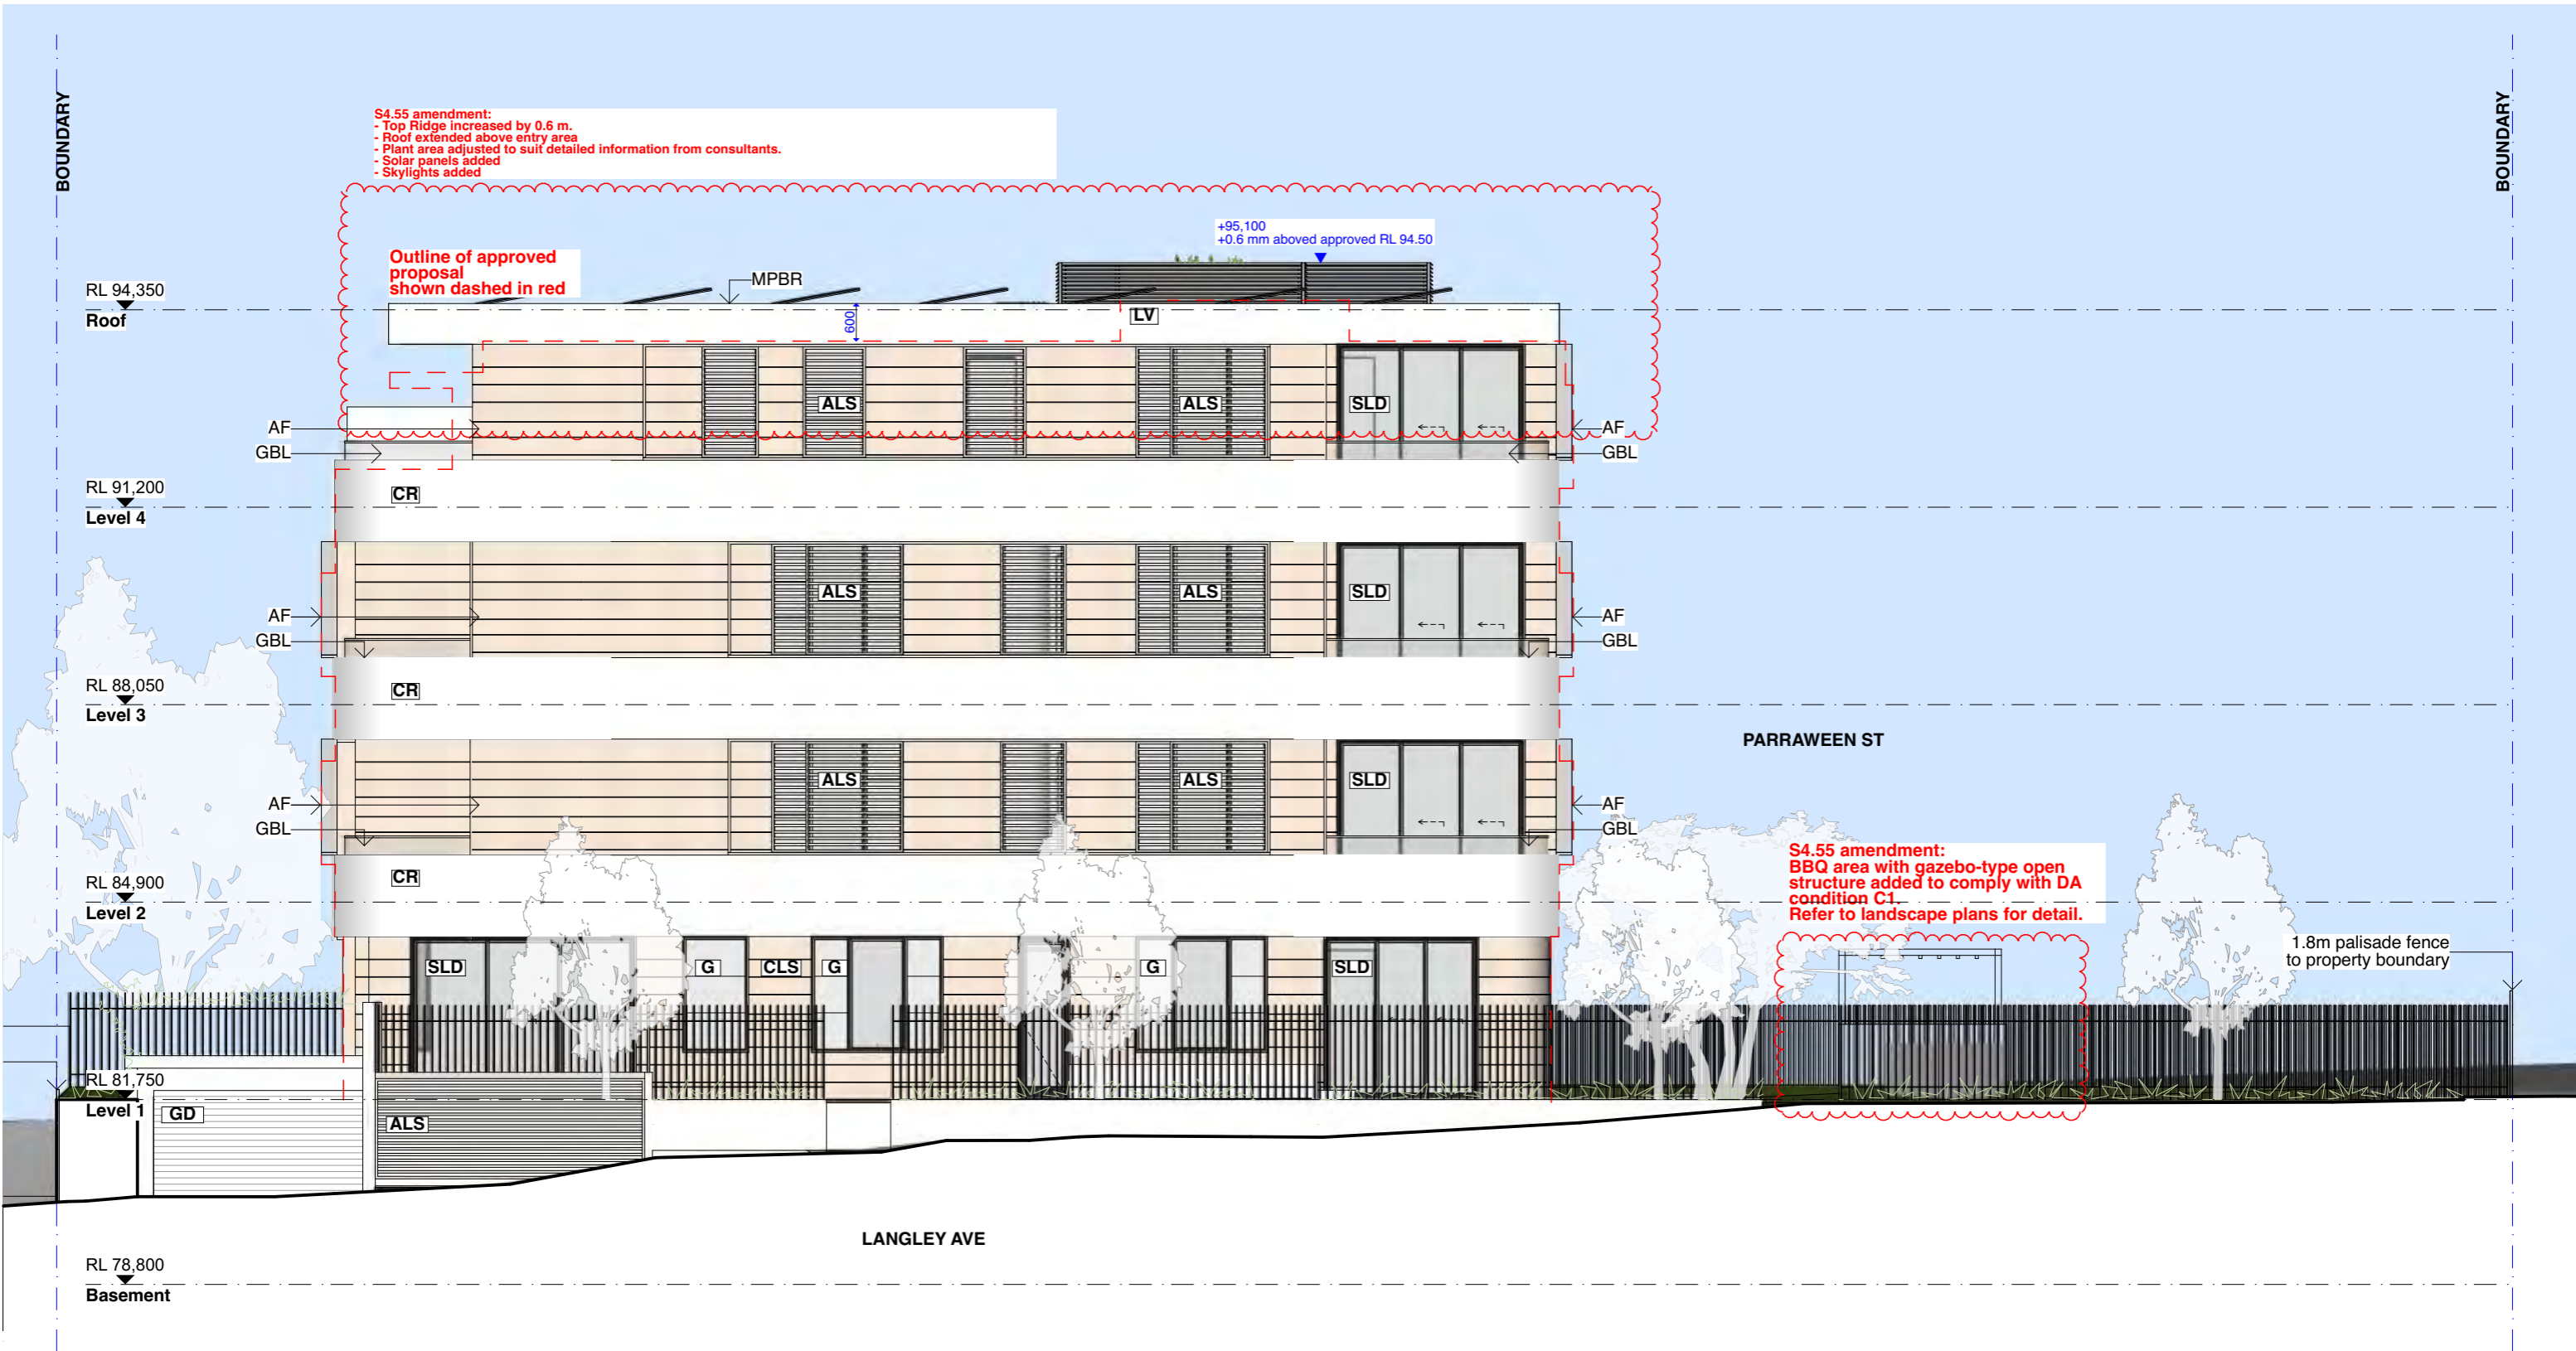 BOUNDARY
BOUNDARY
S4.55 amendment:
- Top Ridge increased by 0.6 m.
- Roof extended above entry area
- Plant area adjusted to suit detailed information from consultants.
- Solar panels added
- Skylights added
+95,100
+0.6 mm aboved approved RL 94.50
Outline of approved
proposal
shown dashed in red
MPBR
RL 94,350
Roof
600
LV
ALS
ALS
SLD
AF
AF
GBL
GBL
RL 91,200
Level 4
CR
ALS
ALS
SLD
AF
AF
GBL
GBL
RL 88,050
Level 3
CR
PARRAWEEN ST
ALS
ALS
SLD
AF
AF
GBL
GBL
S4.55 amendment:
BBQ area with gazebo-type open
structure added to comply with DA
condition C1.
Refer to landscape plans for detail.
RL 84,900
Level 2
CR
1.8m palisade fence
to property boundary
SLD
G
CLS
G
G
SLD
RL 81,750
Level 1
GD
ALS
LANGLEY AVE
RL 78,800
Basement